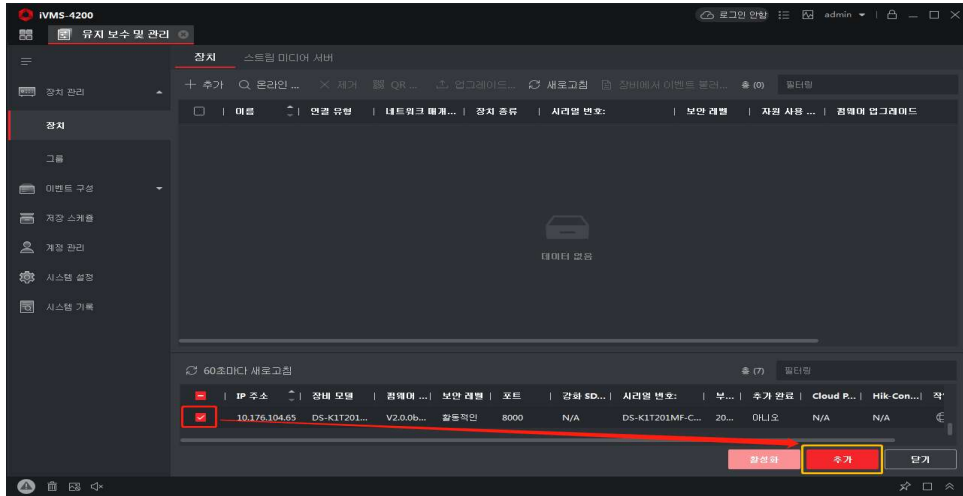 iVMS-4200
로그인 안함
admin
유지 보수 및 관리
장치 스트림 미디어 서버
+ 추가 온라인 ... × 제거 QR ... 업그레이드... 새로고침 장비에서 이벤트 불러... 총 (0) 필터링
장치 관리
이름 | 연결 유형 | 네트워크 매개... | 장치 종류 | 시리얼 번호: | 보안 레벨 | 자원 사용 ... | 펌웨어 업그레이드
장치
그룹
이벤트 구성
저장 스케쥴
계정 관리
데이터 없음
시스템 설정
시스템 기록
60초마다 새로고침 총 (7) 필터링
IP 주소 | 장비 모델 | 펌웨어 ...| 보안 레벨 | 포트 | 강화 SD...| 시리얼 번호: | 부...| 추가 완료 | Cloud P...| Hik-Con...| 작
10.176.104.65 DS-K1T201... V2.0.0b... 활동적인 8000 N/A DS-K1T201MF-C... 20... 아니오 N/A N/A
활성화 추가 닫기